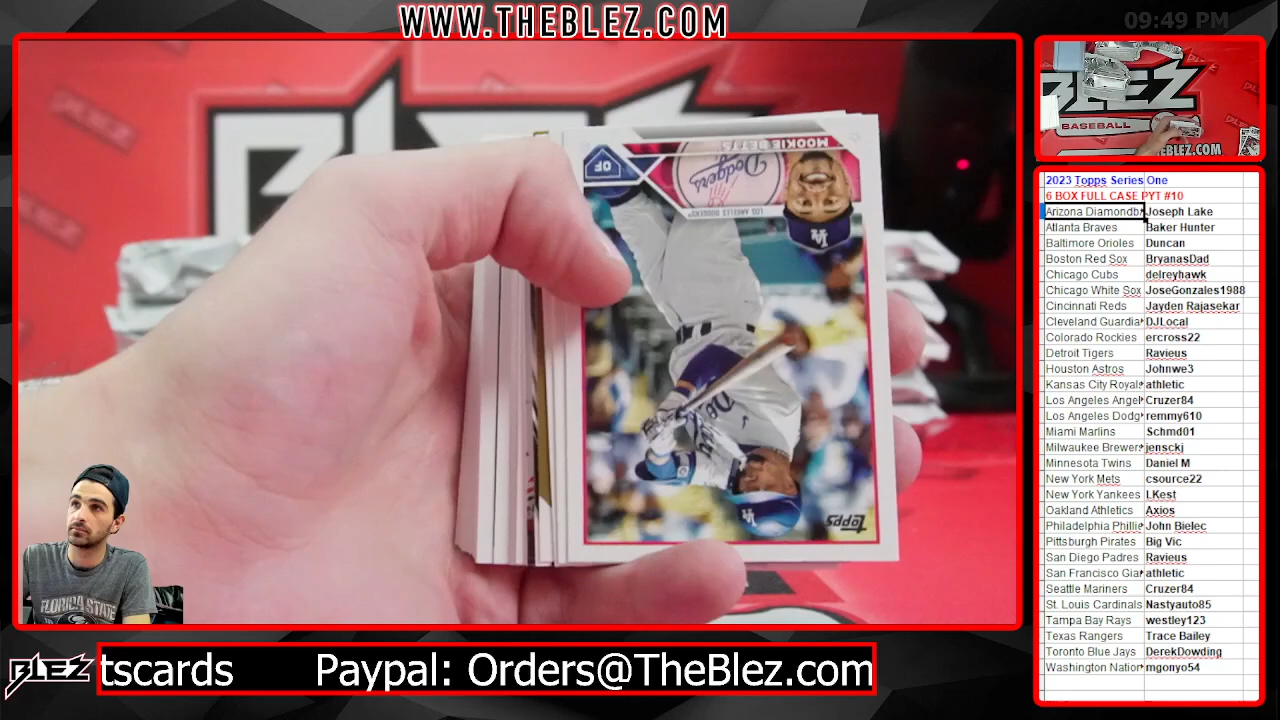 WWW.THEBLEZ.COM
09:49 PM
MOOKIE BETTS
OF
Dodgers
LOS ANGELES DODGERS
Topps
FLORIDA STATE
BLEZ
BASEBALL
BLEZ.COM
2023 Topps Series One
6 BOX FULL CASE PYT #10
Arizona Diamondb Joseph Lake
Atlanta Braves Baker Hunter
Baltimore Orioles Duncan
Boston Red Sox BryanasDad
Chicago Cubs delreyhawk
Chicago White Sox JoseGonzales1988
Cincinnati Reds Jayden Rajasekar
Cleveland Guardia DJLocal
Colorado Rockies ercross22
Detroit Tigers Ravieus
Houston Astros Johnwe3
Kansas City Royal athletic
Los Angeles Angel Cruzer84
Los Angeles Dodg remmy610
Miami Marlins Schmd01
Milwaukee Brewer jensckj
Minnesota Twins Daniel M
New York Mets csource22
New York Yankees LKest
Oakland Athletics Axios
Philadelphia Phillie John Bielec
Pittsburgh Pirates Big Vic
San Diego Padres Ravieus
San Francisco Gia athletic
Seattle Mariners Cruzer84
St. Louis Cardinals Nastyauto85
Tampa Bay Rays westley123
Texas Rangers Trace Bailey
Toronto Blue Jays DerekDowding
Washington Nation mgonyo54
BLEZ
tscards Paypal: Orders@TheBlez.com